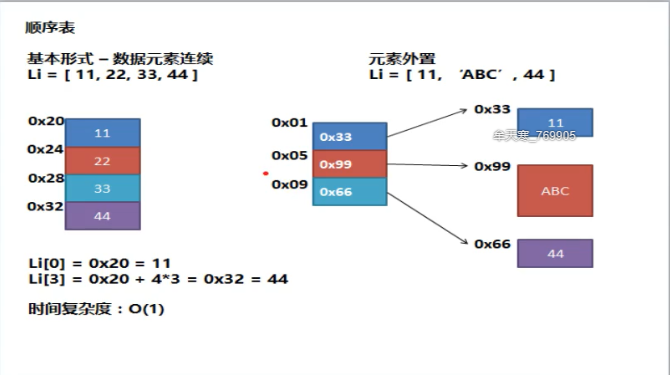 顺序表
基本形式 – 数据元素连续
Li = [ 11, 22, 33, 44 ]
0x20
11
0x24
22
0x28
33
0x32
44
Li[0] = 0x20 = 11
Li[3] = 0x20 + 4*3 = 0x32 = 44
时间复杂度：O(1)
元素外置
Li = [ 11, ‘ABC’, 44 ]
0x01
0x33
0x05
0x99
0x09
0x66
0x33
11
牟天蹇_769905
0x99
ABC
0x66
44